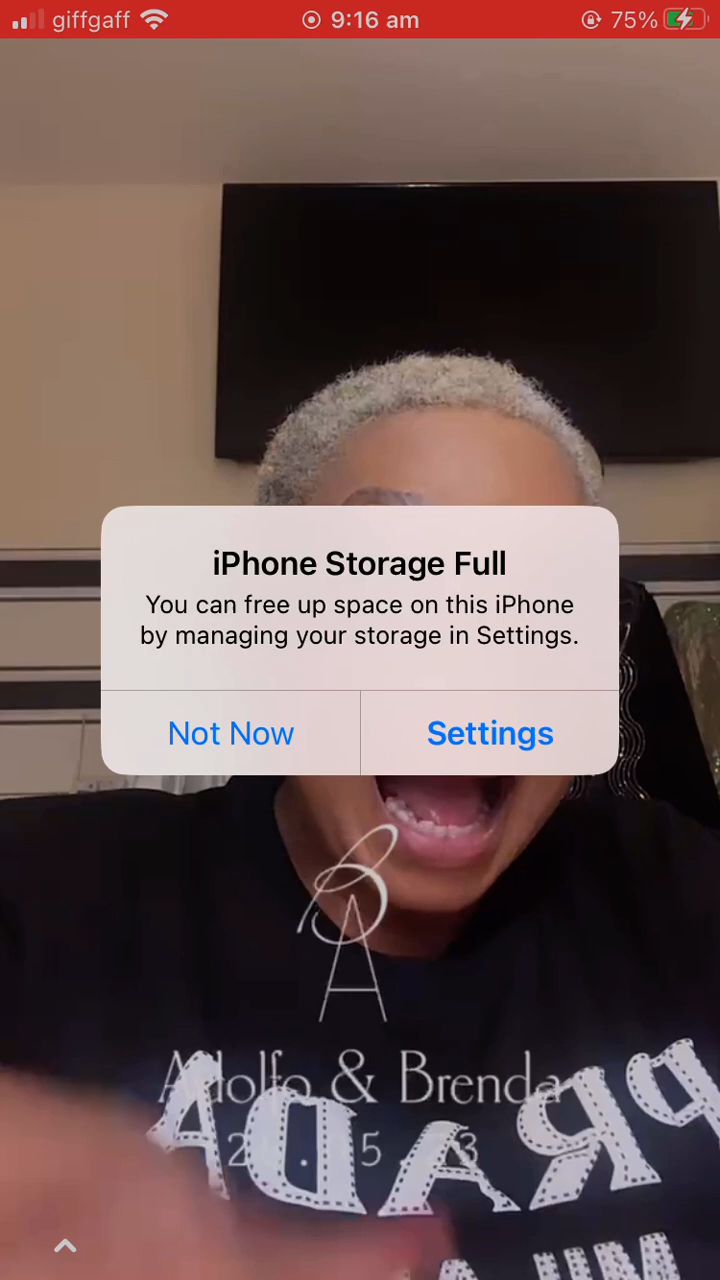 giffgaff 9:16 am 75%
iPhone Storage Full
You can free up space on this iPhone
by managing your storage in Settings.
Not Now Settings
BA
Adolfo & Brenda
PRADA